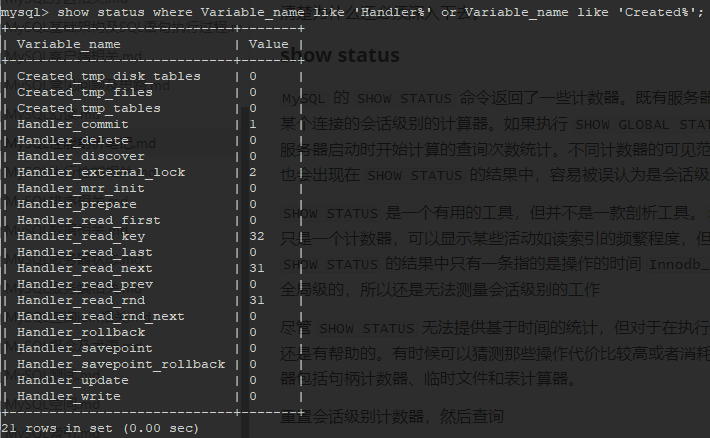 mysql> show status where Variable_name like 'Handler%' or Variable_name like 'Created%';
+----------------------------+-------+
| Variable_name | Value |
+----------------------------+-------+
| Created_tmp_disk_tables | 0 |
| Created_tmp_files | 0 |
| Created_tmp_tables | 0 |
| Handler_commit | 1 |
| Handler_delete | 0 |
| Handler_discover | 0 |
| Handler_external_lock | 2 |
| Handler_mrr_init | 0 |
| Handler_prepare | 0 |
| Handler_read_first | 0 |
| Handler_read_key | 32 |
| Handler_read_last | 0 |
| Handler_read_next | 31 |
| Handler_read_prev | 0 |
| Handler_read_rnd | 31 |
| Handler_read_rnd_next | 0 |
| Handler_rollback | 0 |
| Handler_savepoint | 0 |
| Handler_savepoint_rollback | 0 |
| Handler_update | 0 |
| Handler_write | 0 |
+----------------------------+-------+
21 rows in set (0.00 sec)
show status
MySQL 的 SHOW STATUS 命令返回了一些计数器。既有服务器
某个连接的会话级别的计算器。如果执行 SHOW GLOBAL STAT
服务器启动时开始计算的查询次数统计。不同计数器的可见范
也会出现在 SHOW STATUS 的结果中，容易被误认为是会话级
SHOW STATUS 是一个有用的工具，但并不是一款剖析工具。
只是一个计数器，可以显示某些活动如读索引的频繁程度，但
SHOW STATUS 的结果中只有一条指的是操作的时间 Innodb_
全局级的，所以还是无法测量会话级别的工作
尽管 SHOW STATUS 无法提供基于时间的统计，但对于在执行
还是有帮助的。有时候可以猜测那些操作代价比较高或者消耗
器包括句柄计数器、临时文件和表计算器。
重置会话级别计数器，然后查询